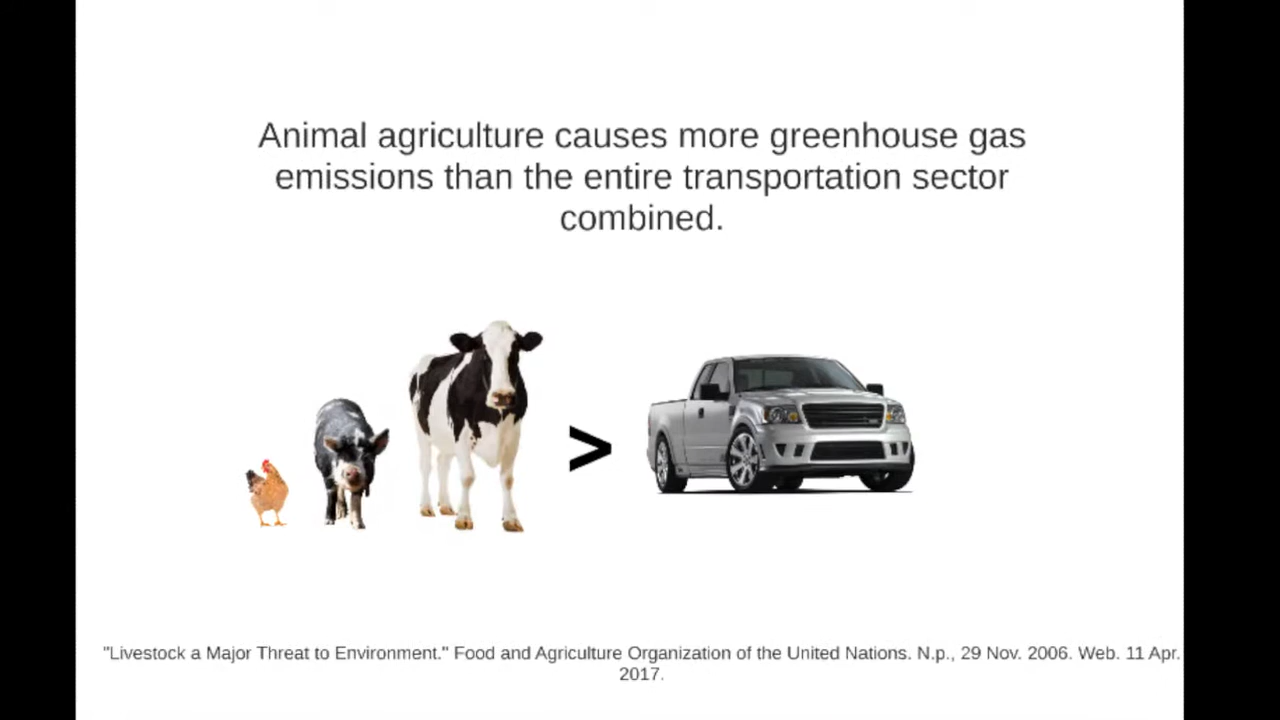 Animal agriculture causes more greenhouse gas
emissions than the entire transportation sector
combined.
>
"Livestock a Major Threat to Environment." Food and Agriculture Organization of the United Nations. N.p., 29 Nov. 2006. Web. 11 Apr.
2017.